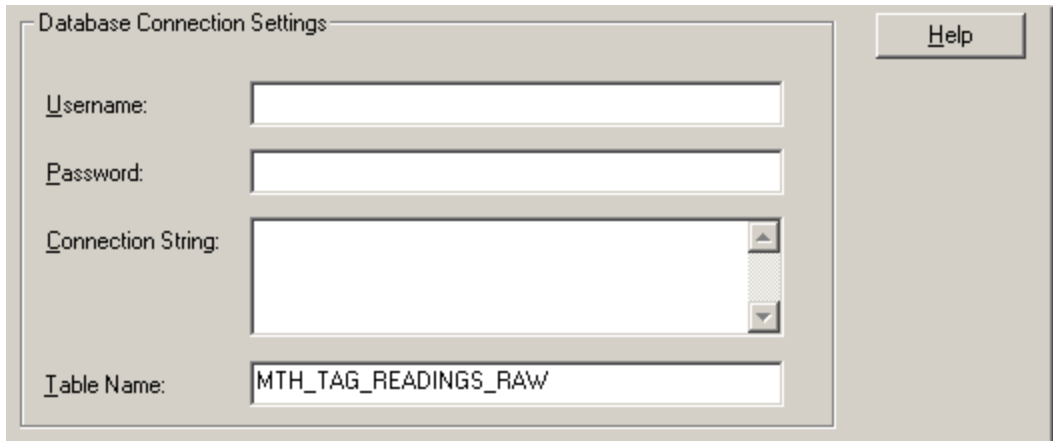 Database Connection Settings
Help
Username:
Password:
Connection String:
Table Name: MTH_TAG_READINGS_RAW